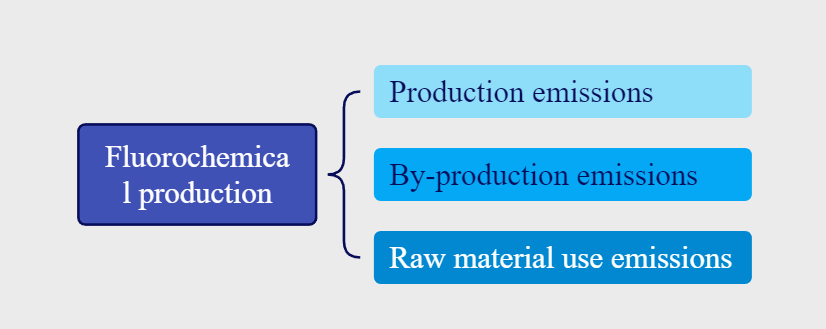 Production emissions
Fluorochemica
l production
By-production emissions
Raw material use emissions